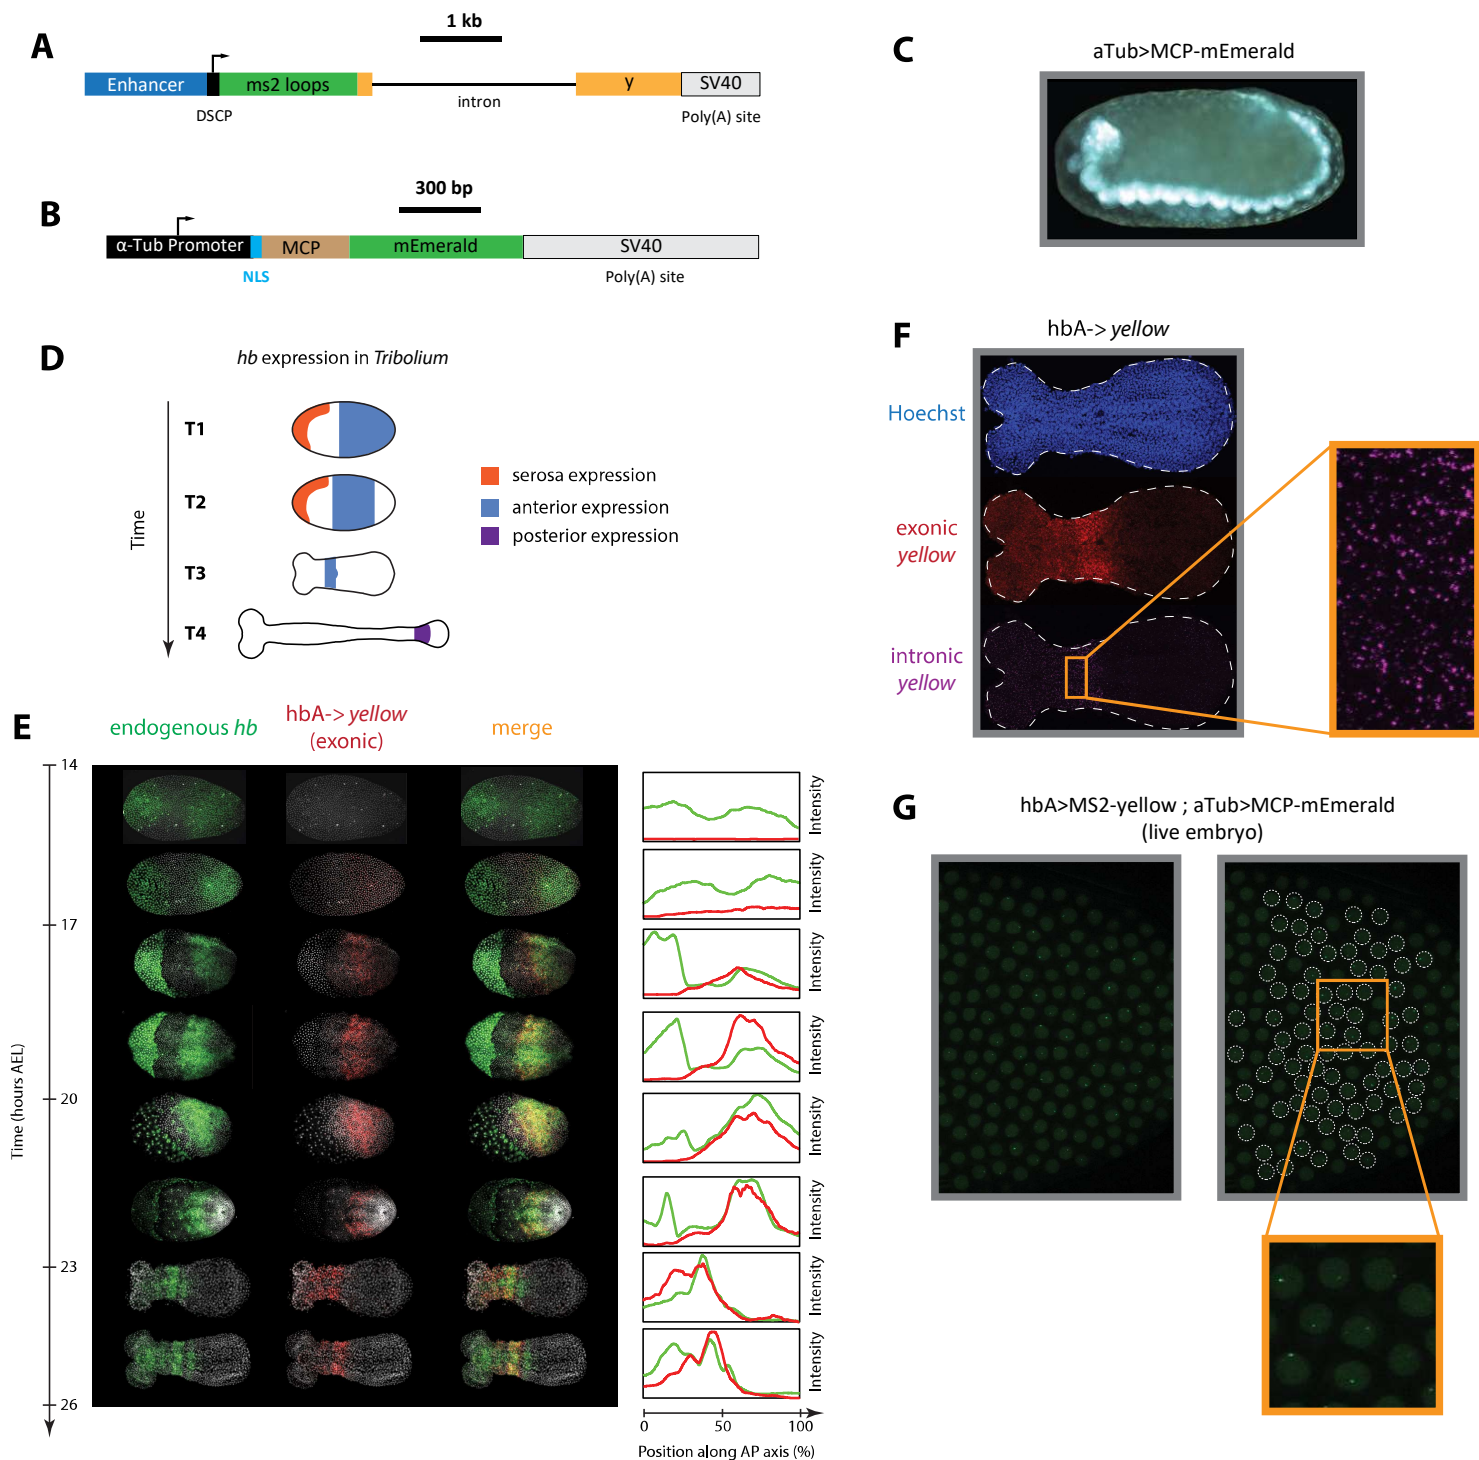 A
1 kb
Enhancer
ms2 loops
y
SV40
DSCP
intron
Poly(A) site
B
300 bp
α-Tub Promoter
MCP
mEmerald
SV40
NLS
Poly(A) site
C
aTub>MCP-mEmerald
D
hb expression in Tribolium
Time
T1
T2
T3
T4
serosa expression
anterior expression
posterior expression
E
endogenous hb
hbA-> yellow
(exonic)
merge
Time (hours AEL)
14
17
20
23
26
Intensity
Intensity
Intensity
Intensity
Intensity
Intensity
Intensity
Intensity
0
50
100
Position along AP axis (%)
F
hbA-> yellow
Hoechst
exonic
yellow
intronic
yellow
G
hbA>MS2-yellow ; aTub>MCP-mEmerald
(live embryo)